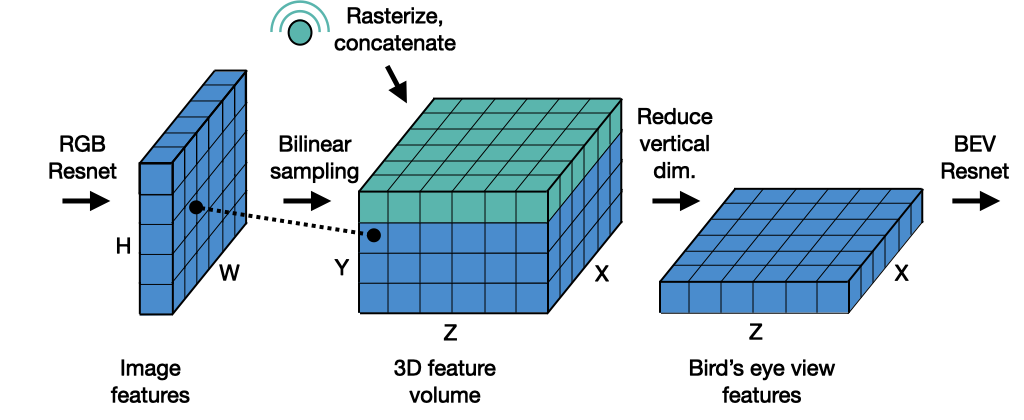 Rasterize,
concatenate
RGB
Resnet
Bilinear
sampling
Reduce
vertical
dim.
BEV
Resnet
H
W
Y
X
Z
X
Z
Image
features
3D feature
volume
Bird's eye view
features